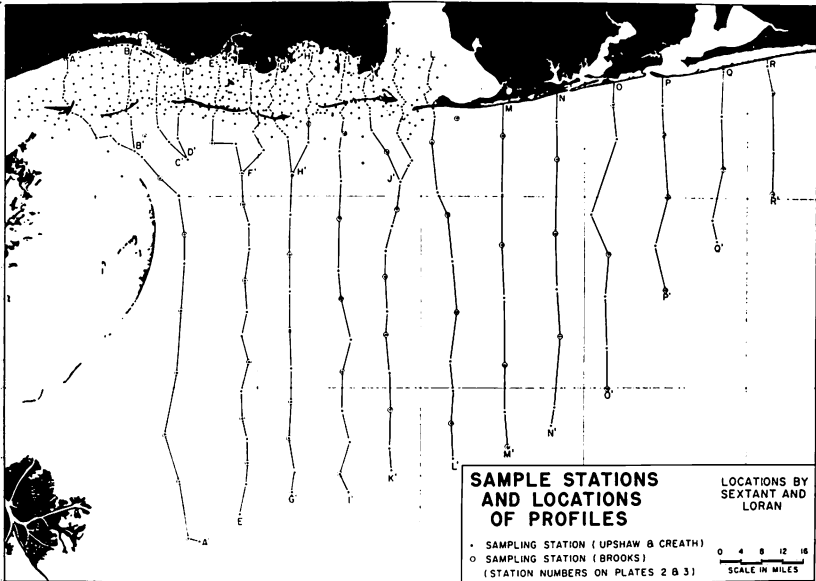 A
B
D
E
F
K
L
M
N
O
P
Q
R
B'
C'
D'
F'
H'
J'
R'
Q'
P'
O'
N'
M'
L'
K'
I'
G'
E
A'
SAMPLE STATIONS
AND LOCATIONS
OF PROFILES
LOCATIONS BY
SEXTANT AND
LORAN
• SAMPLING STATION (UPSHAW & CREATH)
○ SAMPLING STATION (BROOKS)
(STATION NUMBERS ON PLATES 2 & 3)
0 4 8 12 16
SCALE IN MILES